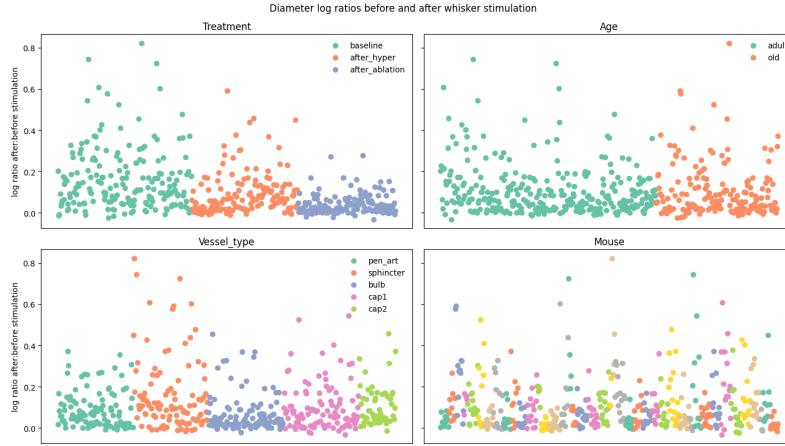 Diameter log ratios before and after whisker stimulation
Treatment
Age
log ratio after:before stimulation
0.8
0.6
0.4
0.2
0.0
baseline
after_hyper
after_ablation
adult
old
Vessel_type
Mouse
log ratio after:before stimulation
0.8
0.6
0.4
0.2
0.0
pen_art
sphincter
bulb
cap1
cap2